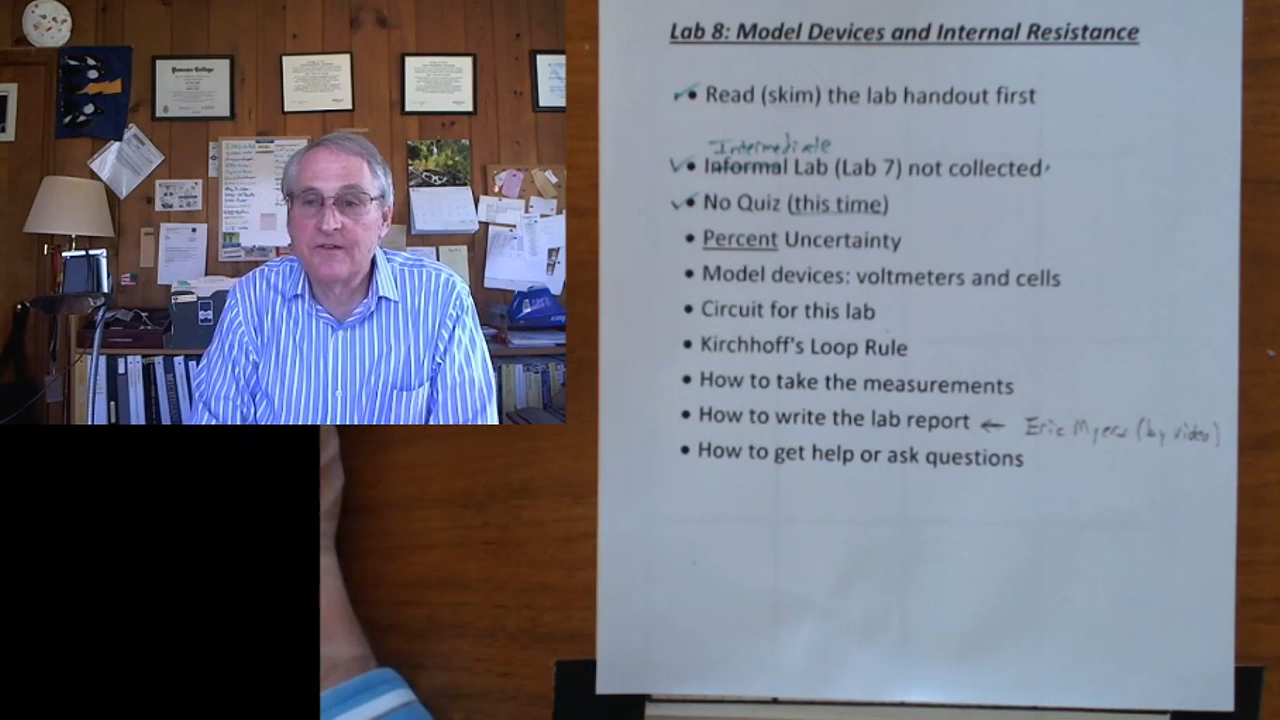 Pomona College
Lab 8: Model Devices and Internal Resistance
✓• Read (skim) the lab handout first
Intermediate
✓• Informal Lab (Lab 7) not collected.
✓• No Quiz (this time)
• Percent Uncertainty
• Model devices: voltmeters and cells
• Circuit for this lab
• Kirchhoff's Loop Rule
• How to take the measurements
• How to write the lab report ← Eric Myers (by video)
• How to get help or ask questions